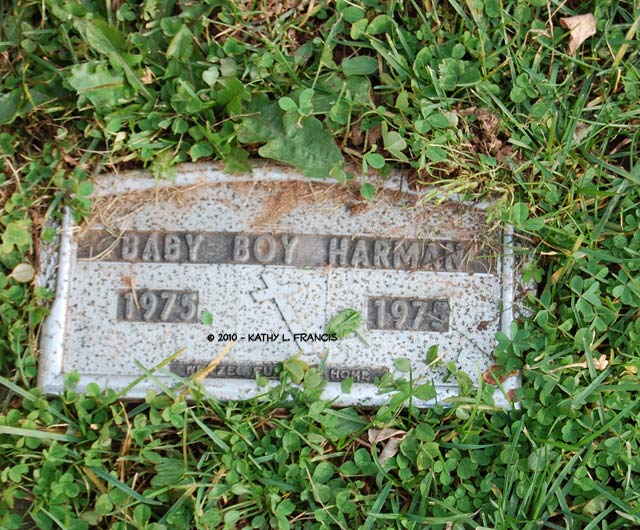 BABY BOY HARMAN
1975 1975
© 2010 - KATHY L. FRANCIS
HOME